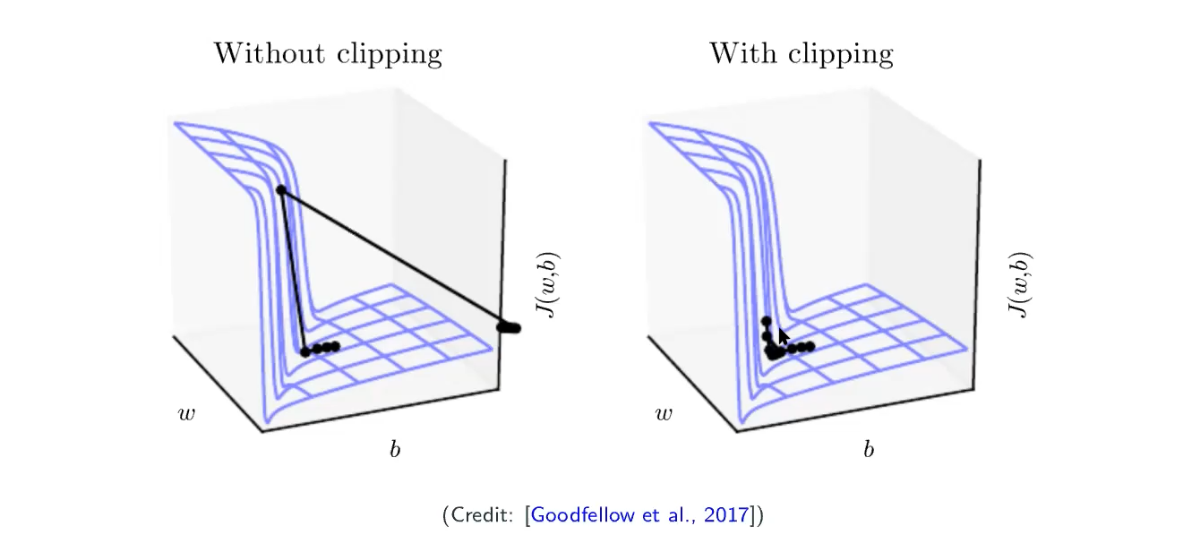 Without clipping
With clipping
J(w,b)
J(w,b)
w
w
b
b
(Credit: [Goodfellow et al., 2017])